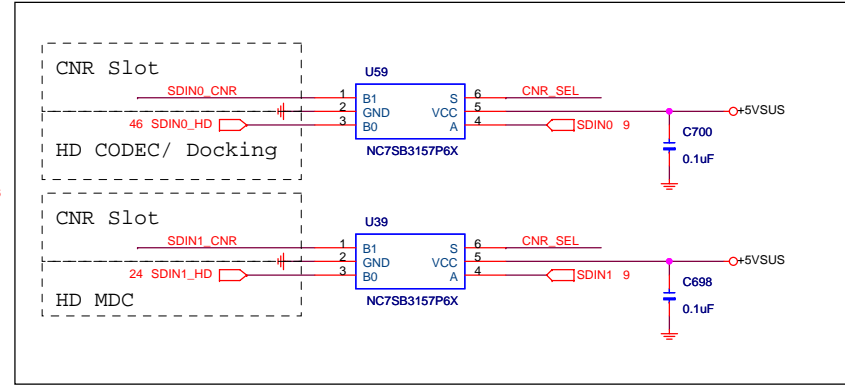 CNR Slot
U59
SDIN0_CNR 1 B1 S 6 CNR_SEL
2 GND VCC 5 +5VSUS
46 SDIN0_HD 3 B0 A 4 SDIN0 9
C700
HD CODEC/ Docking
NC7SB3157P6X
0.1uF
CNR Slot
U39
SDIN1_CNR 1 B1 S 6 CNR_SEL
2 GND VCC 5 +5VSUS
24 SDIN1_HD 3 B0 A 4 SDIN1 9
C698
HD MDC
NC7SB3157P6X
0.1uF